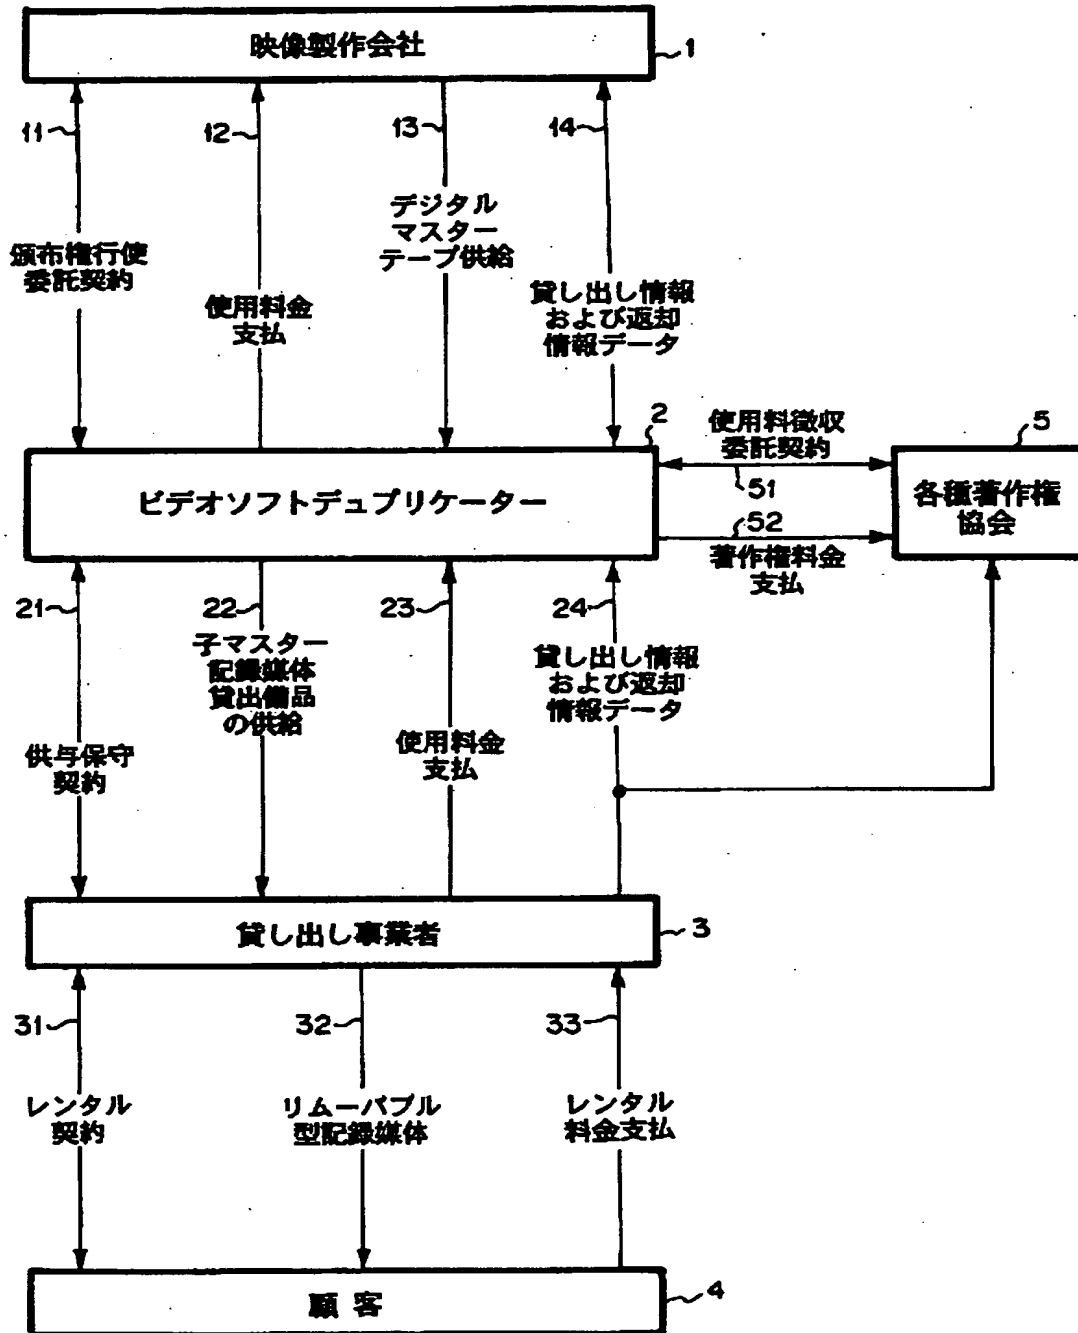 映像製作会社
1
11
12
13
14
頒布権行使
委託契約
使用料金
支払
デジタル
マスター
テープ供給
貸し出し情報
および返却
情報データ
2
ビデオソフトデュプリケーター
使用料徴収
委託契約
51
52
著作権料金
支払
5
各種著作権
協会
21
22
23
24
供与保守
契約
子マスター
記録媒体
貸出備品
の供給
使用料金
支払
貸し出し情報
および返却
情報データ
貸し出し事業者
3
31
32
33
レンタル
契約
リムーバブル
型記録媒体
レンタル
料金支払
顧客
4